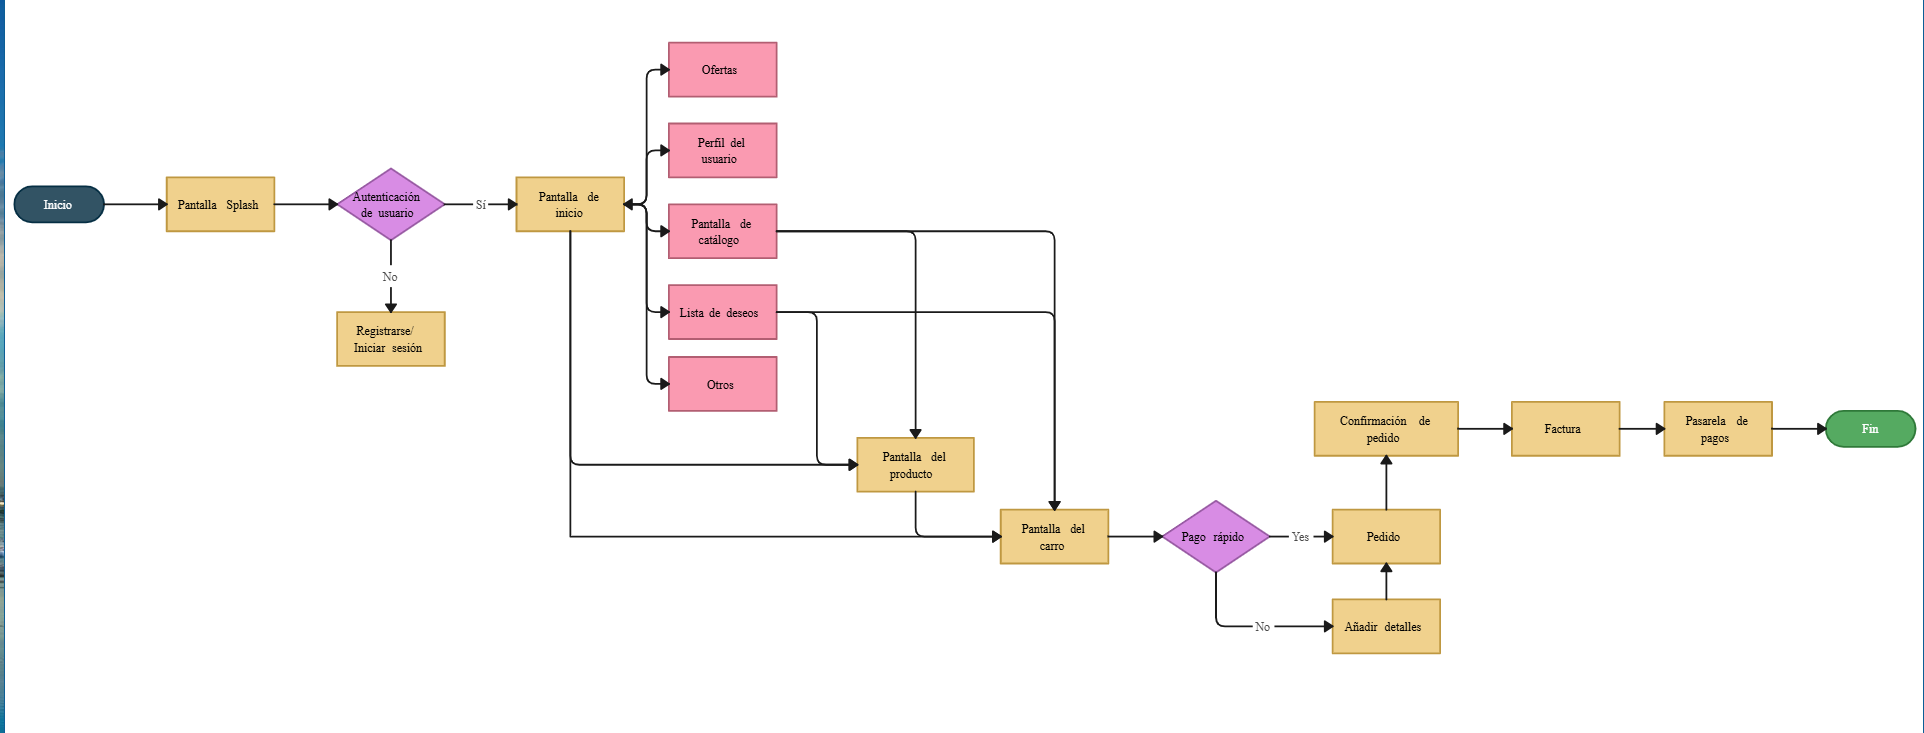 Inicio
Pantalla Splash
Autenticación
de usuario
Sí
No
Registrarse/
Iniciar sesión
Pantalla de
inicio
Ofertas
Perfil del
usuario
Pantalla de
catálogo
Lista de deseos
Otros
Pantalla del
producto
Pantalla del
carro
Pago rápido
Yes
No
Pedido
Añadir detalles
Confirmación de
pedido
Factura
Pasarela de
pagos
Fin